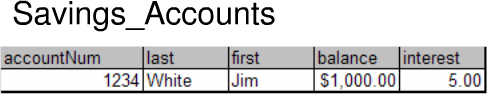 Savings_Accounts
accountNum last first balance interest
1234 White Jim $1,000.00 5.00